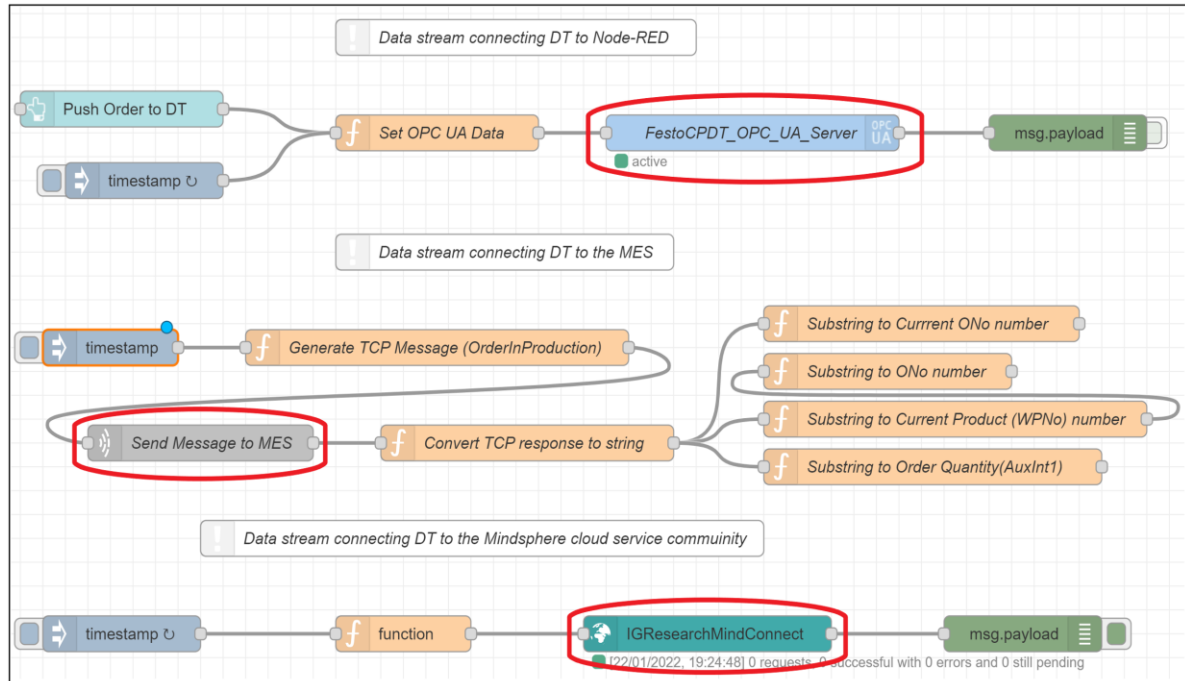 Data stream connecting DT to Node-RED
Push Order to DT
Set OPC UA Data
FestoCPDT_OPC_UA_Server
OPC
UA
msg.payload
active
timestamp ↻
Data stream connecting DT to the MES
Substring to Currrent ONo number
timestamp
Generate TCP Message (OrderInProduction)
Substring to ONo number
Substring to Current Product (WPNo) number
Send Message to MES
Convert TCP response to string
Substring to Order Quantity(AuxInt1)
Data stream connecting DT to the Mindsphere cloud service commuinity
timestamp ↻
function
IGResearchMindConnect
msg.payload
[22/01/2022, 19:24:48] 0 requests, 0 successful with 0 errors and 0 still pending